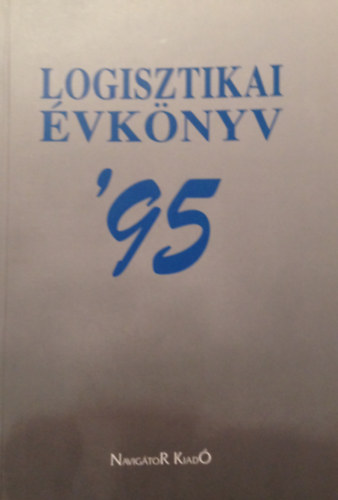 LOGISZTIKAI
ÉVKÖNYV
'95
NAVIGÁTOR KIADÓ